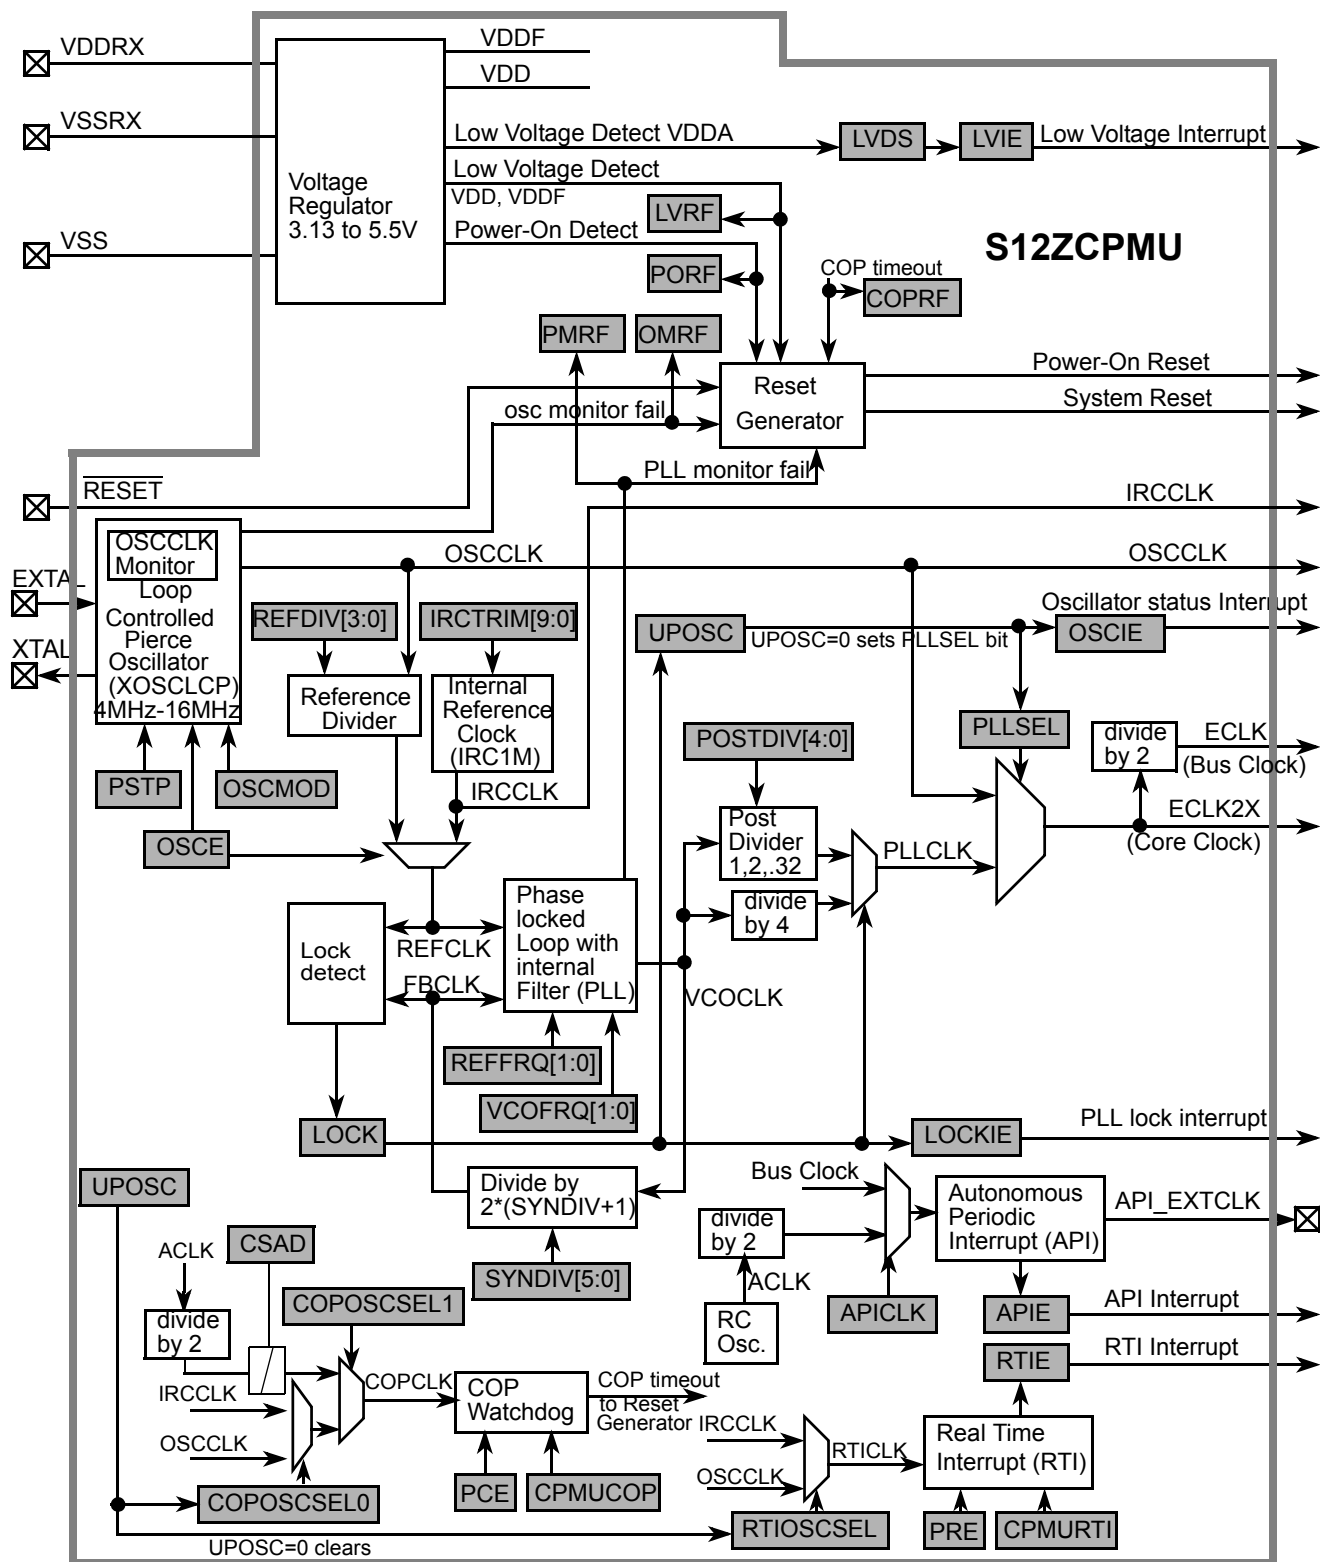 VDDRX
VDDF
VDD
VSSRX
Low Voltage Detect VDDA
LVDS
LVIE
Low Voltage Interrupt
Voltage
Regulator
3.13 to 5.5V
Low Voltage Detect
VDD, VDDF
LVRF
Power-On Detect
VSS
S12ZCPMU
PORF
COP timeout
COPRF
PMRF
OMRF
Reset
Generator
Power-On Reset
System Reset
osc monitor fail
PLL monitor fail
RESET
IRCCLK
OSCCLK
Monitor
Loop
Controlled
Pierce
Oscillator
(XOSCLCP)
4MHz-16MHz
OSCCLK
OSCCLK
EXTAL
XTAL
REFDIV[3:0]
IRCTRIM[9:0]
UPOSC
UPOSC=0 sets PLLSEL bit
Oscillator status Interrupt
OSCIE
Reference
Divider
Internal
Reference
Clock
(IRC1M)
PSTP
OSCMOD
OSCE
IRCCLK
POSTDIV[4:0]
PLLSEL
divide
by 2
ECLK
(Bus Clock)
ECLK2X
(Core Clock)
Post
Divider
1,2,.32
PLLCLK
divide
by 4
Phase
locked
Loop with
internal
Filter (PLL)
Lock
detect
REFCLK
FBCLK
VCOCLK
REFFRQ[1:0]
VCOFRQ[1:0]
LOCK
LOCKIE
PLL lock interrupt
UPOSC
Divide by
2*(SYNDIV+1)
Bus Clock
Autonomous
Periodic
Interrupt (API)
API_EXTCLK
divide
by 2
ACLK
RC
Osc.
APICLK
APIE
API Interrupt
ACLK
CSAD
SYNDIV[5:0]
divide
by 2
COPOSCSEL1
RTIE
RTI Interrupt
IRCCLK
OSCCLK
COPCLK
COP
Watchdog
COP timeout
to Reset
Generator
IRCCLK
OSCCLK
RTICLK
Real Time
Interrupt (RTI)
COPOSCSEL0
PCE
CPMUCOP
RTIOSCSEL
PRE
CPMURTI
UPOSC=0 clears